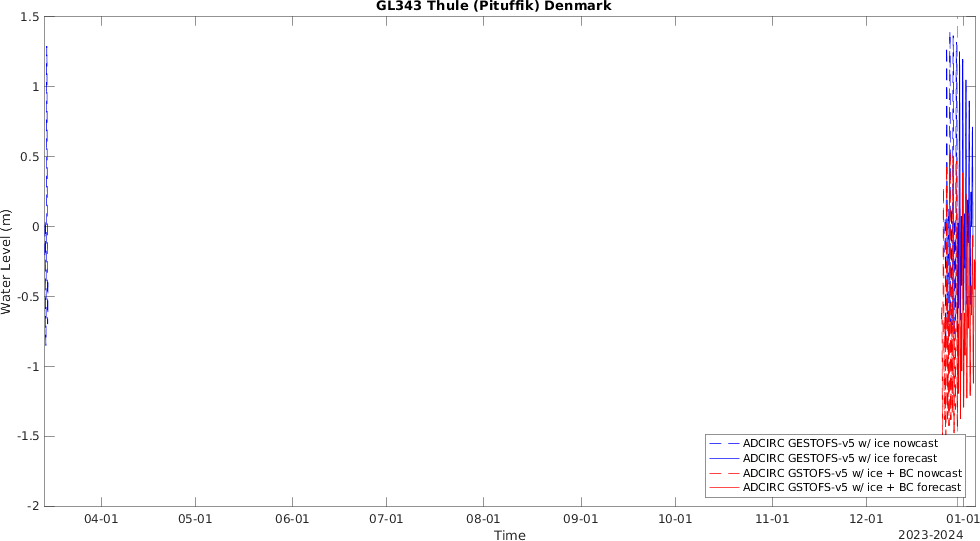 GL343 Thule (Pituffik) Denmark
1.5
1
0.5
0
-0.5
-1
-1.5
-2
Water Level (m)
04-01 05-01 06-01 07-01 08-01 09-01 10-01 11-01 12-01 01-01
Time
2023-2024
ADCIRC GESTOFS-v5 w/ ice nowcast
ADCIRC GESTOFS-v5 w/ ice forecast
ADCIRC GSTOFS-v5 w/ ice + BC nowcast
ADCIRC GSTOFS-v5 w/ ice + BC forecast